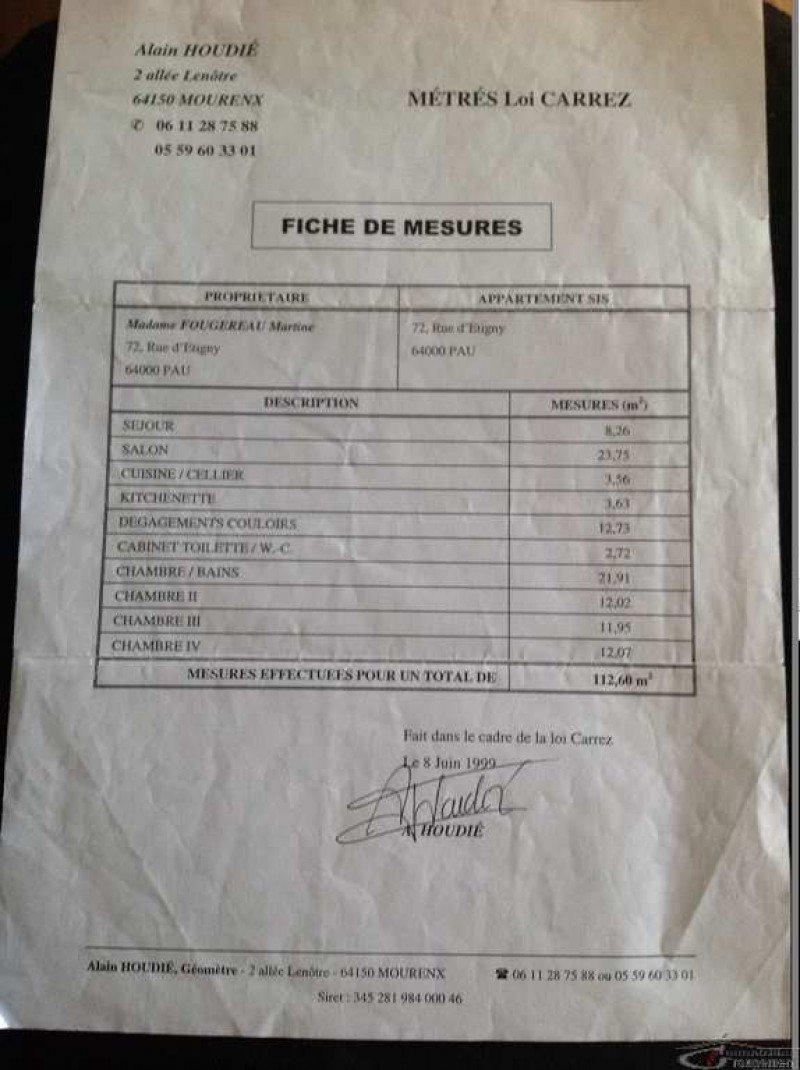 Alain HOUDIÉ
2 allée Lenôtre
64150 MOURENX
✆ 06 11 28 75 88
05 59 60 33 01
MÉTRÉS Loi CARREZ
FICHE DE MESURES
PROPRIETAIRE APPARTEMENT SIS
Madame FOUGEREAU Martine 72, Rue d'Etigny
72, Rue d'Etigny 64000 PAU
64000 PAU
DESCRIPTION MESURES (m²)
SEJOUR 8,26
SALON 23,75
CUISINE / CELLIER 3,56
KITCHENETTE 3,63
DEGAGEMENTS COULOIRS 12,73
CABINET TOILETTE / W.-C. 2,72
CHAMBRE / BAINS 21,91
CHAMBRE II 12,02
CHAMBRE III 11,95
CHAMBRE IV 12,07
MESURES EFFECTUEES POUR UN TOTAL DE 112,60 m²
Fait dans le cadre de la loi Carrez
Le 8 Juin 1999
A. HOUDIÉ
Alain HOUDIÉ, Géomètre - 2 allée Lenôtre - 64150 MOURENX ☎ 06 11 28 75 88 ou 05 59 60 33 01
Siret : 345 281 984 000 46